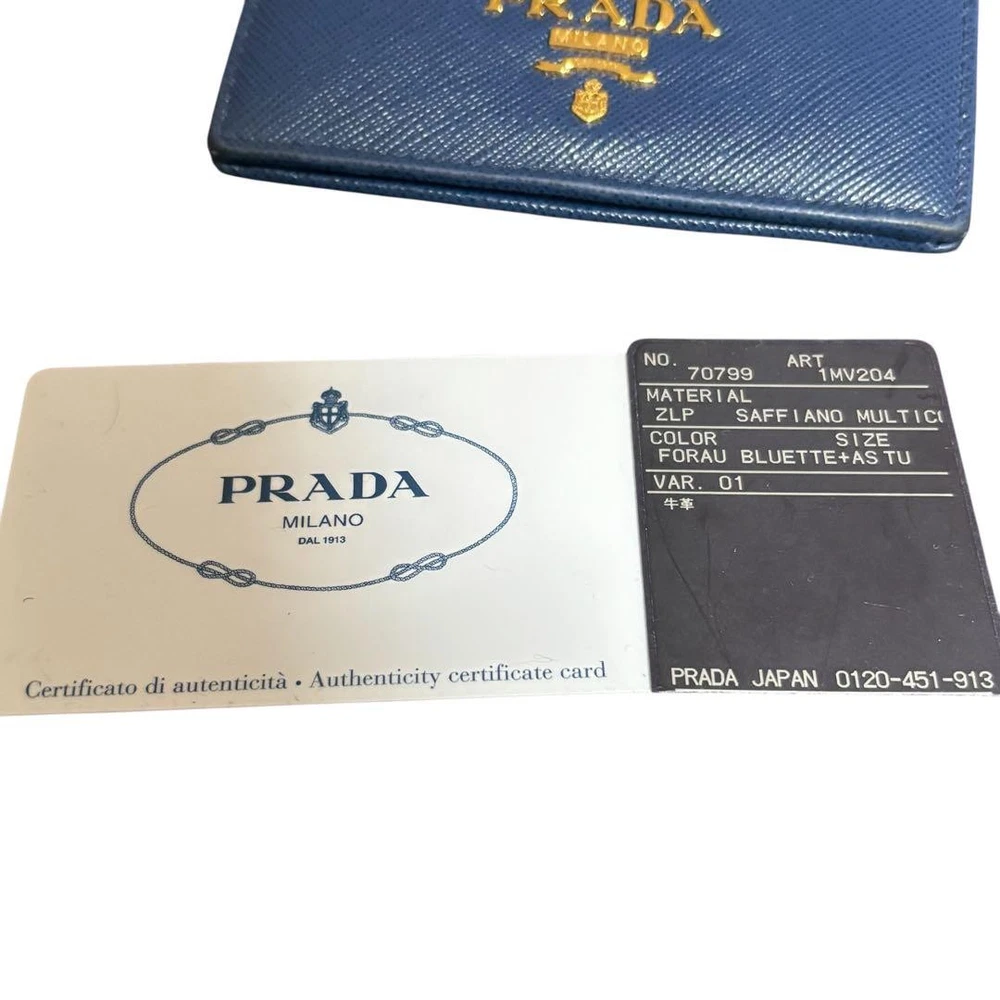 PRADA
MILANO
PRADA
MILANO
DAL 1913
Certificato di autenticità • Authenticity certificate card
NO. ART
70799 1MV204
MATERIAL
ZLP SAFFIANO MULTICO
COLOR SIZE
FORAU BLUETTE+AS TU
VAR. 01
牛革
PRADA JAPAN 0120-451-913